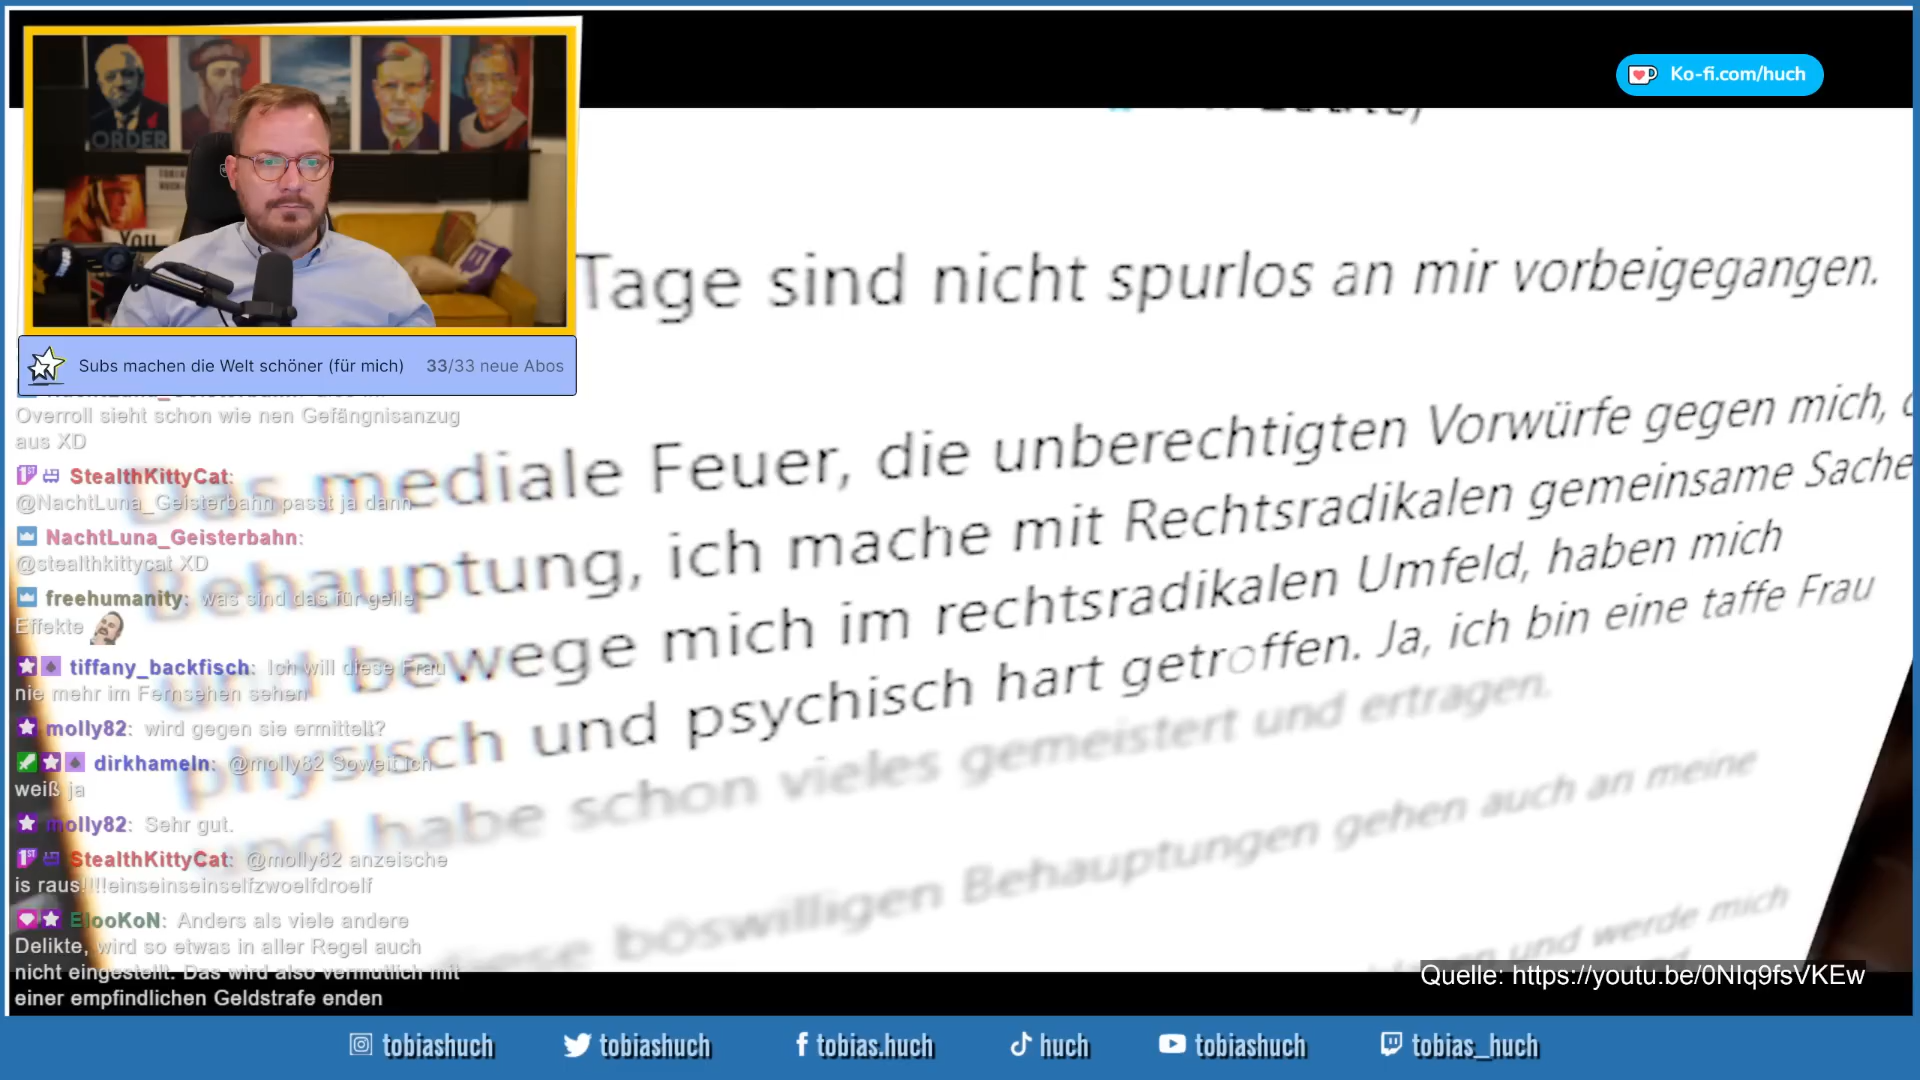 Ko-fi.com/huch
ORDER
YOU
Tage sind nicht spurlos an mir vorbeigegangen.
Subs machen die Welt schöner (für mich) 33/33 neue Abos
Das mediale Feuer, die unberechtigten Vorwürfe gegen mich,
Behauptung, ich mache mit Rechtsradikalen gemeinsame Sache
und bewege mich im rechtsradikalen Umfeld, haben mich
physisch und psychisch hart getroffen. Ja, ich bin eine taffe Frau
und habe schon vieles gemeistert und ertragen.
diese böswilligen Behauptungen gehen auch an meine
und werde mich
Overroll sieht schon wie nen Gefängnisanzug
aus XD
StealthKittyCat:
@NachtLuna_Geisterbahn passt ja dann
NachtLuna_Geisterbahn:
@stealthkittycat XD
freehumanity: was sind das für geile
Effekte
tiffany_backfisch: Ich will diese Frau
nie mehr im Fernsehen sehen
molly82: wird gegen sie ermittelt?
dirkhameln: @molly82 Soweit ich
weiß ja
molly82: Sehr gut.
StealthKittyCat: @molly82 anzeische
is raus!!!!einseinseinselfzwoelfdroelf
ElooKoN: Anders als viele andere
Delikte, wird so etwas in aller Regel auch
nicht eingestellt. Das wird also vermutlich mit
einer empfindlichen Geldstrafe enden
Quelle: https://youtu.be/0NIq9fsVKEw
tobiashuch tobiashuch tobias.huch huch tobiashuch tobias_huch